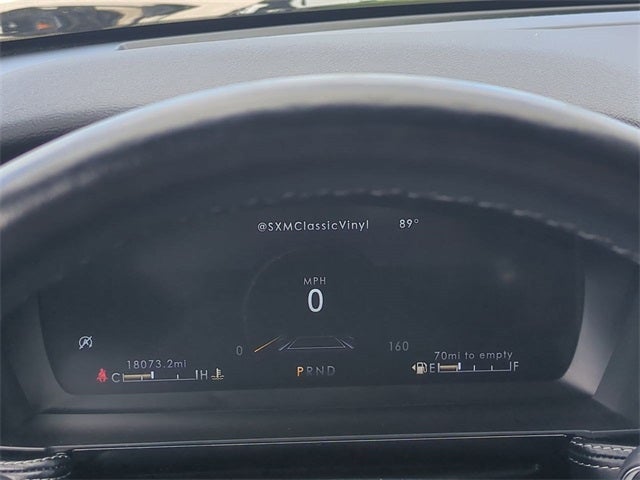 @SXMClassicVinyl 89°
MPH
0
0 160
18073.2mi 70mi to empty
C H PRND E F